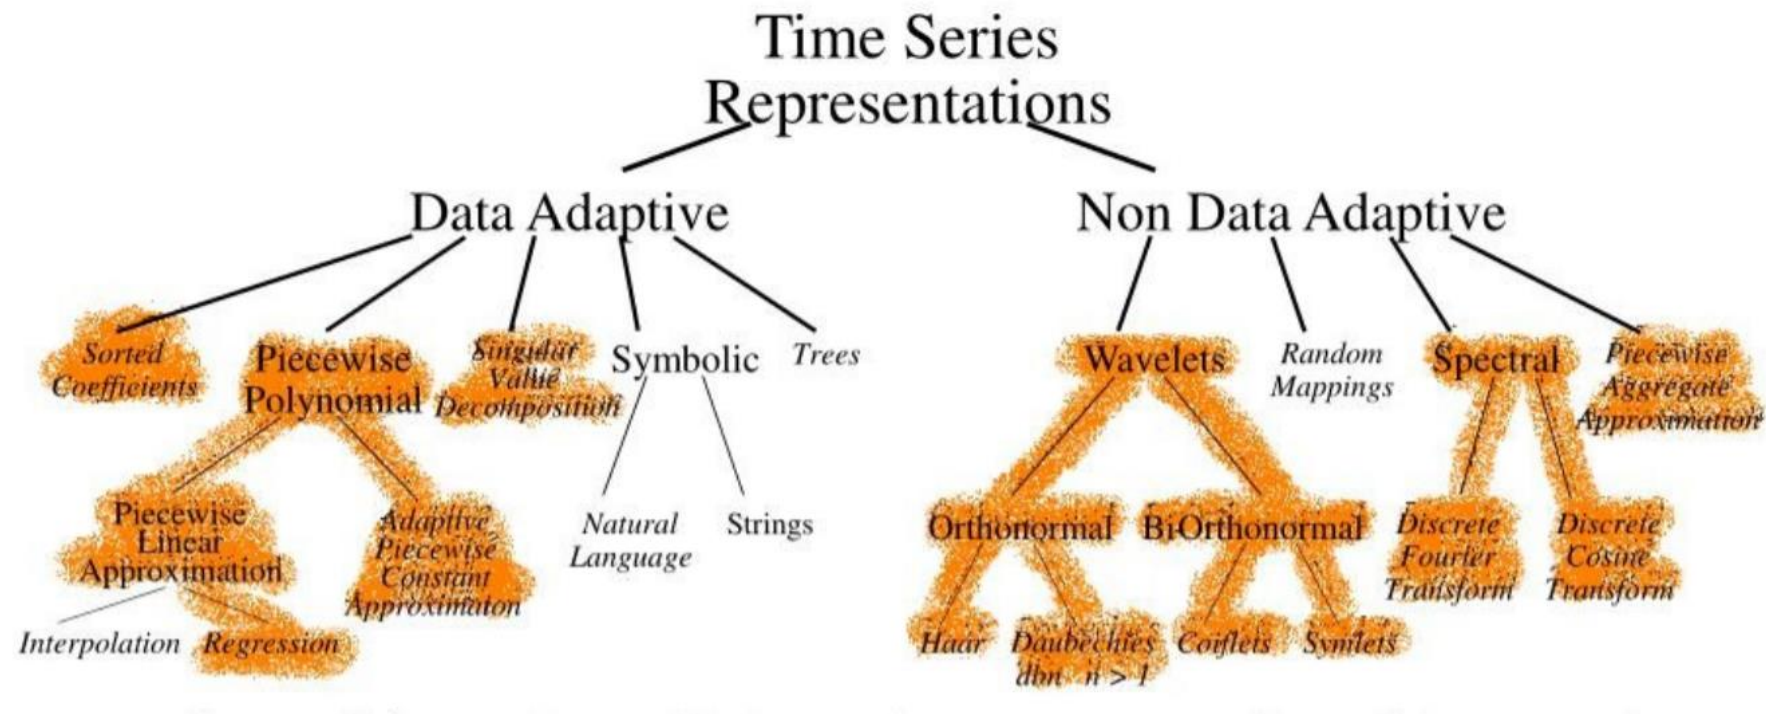 Time Series
Representations
Data Adaptive
Non Data Adaptive
Sorted
Coefficients
Piecewise
Polynomial
Singular
Value
Decomposition
Symbolic
Trees
Wavelets
Random
Mappings
Spectral
Piecewise
Aggregate
Approximation
Piecewise
Linear
Approximation
Adaptive
Piecewise
Constant
Approximaton
Natural
Language
Strings
Orthonormal
BiOrthonormal
Discrete
Fourier
Transform
Discrete
Cosine
Transform
Interpolation
Regression
Haar
Daubechies
dbn n > 1
Coiflets
Symlets